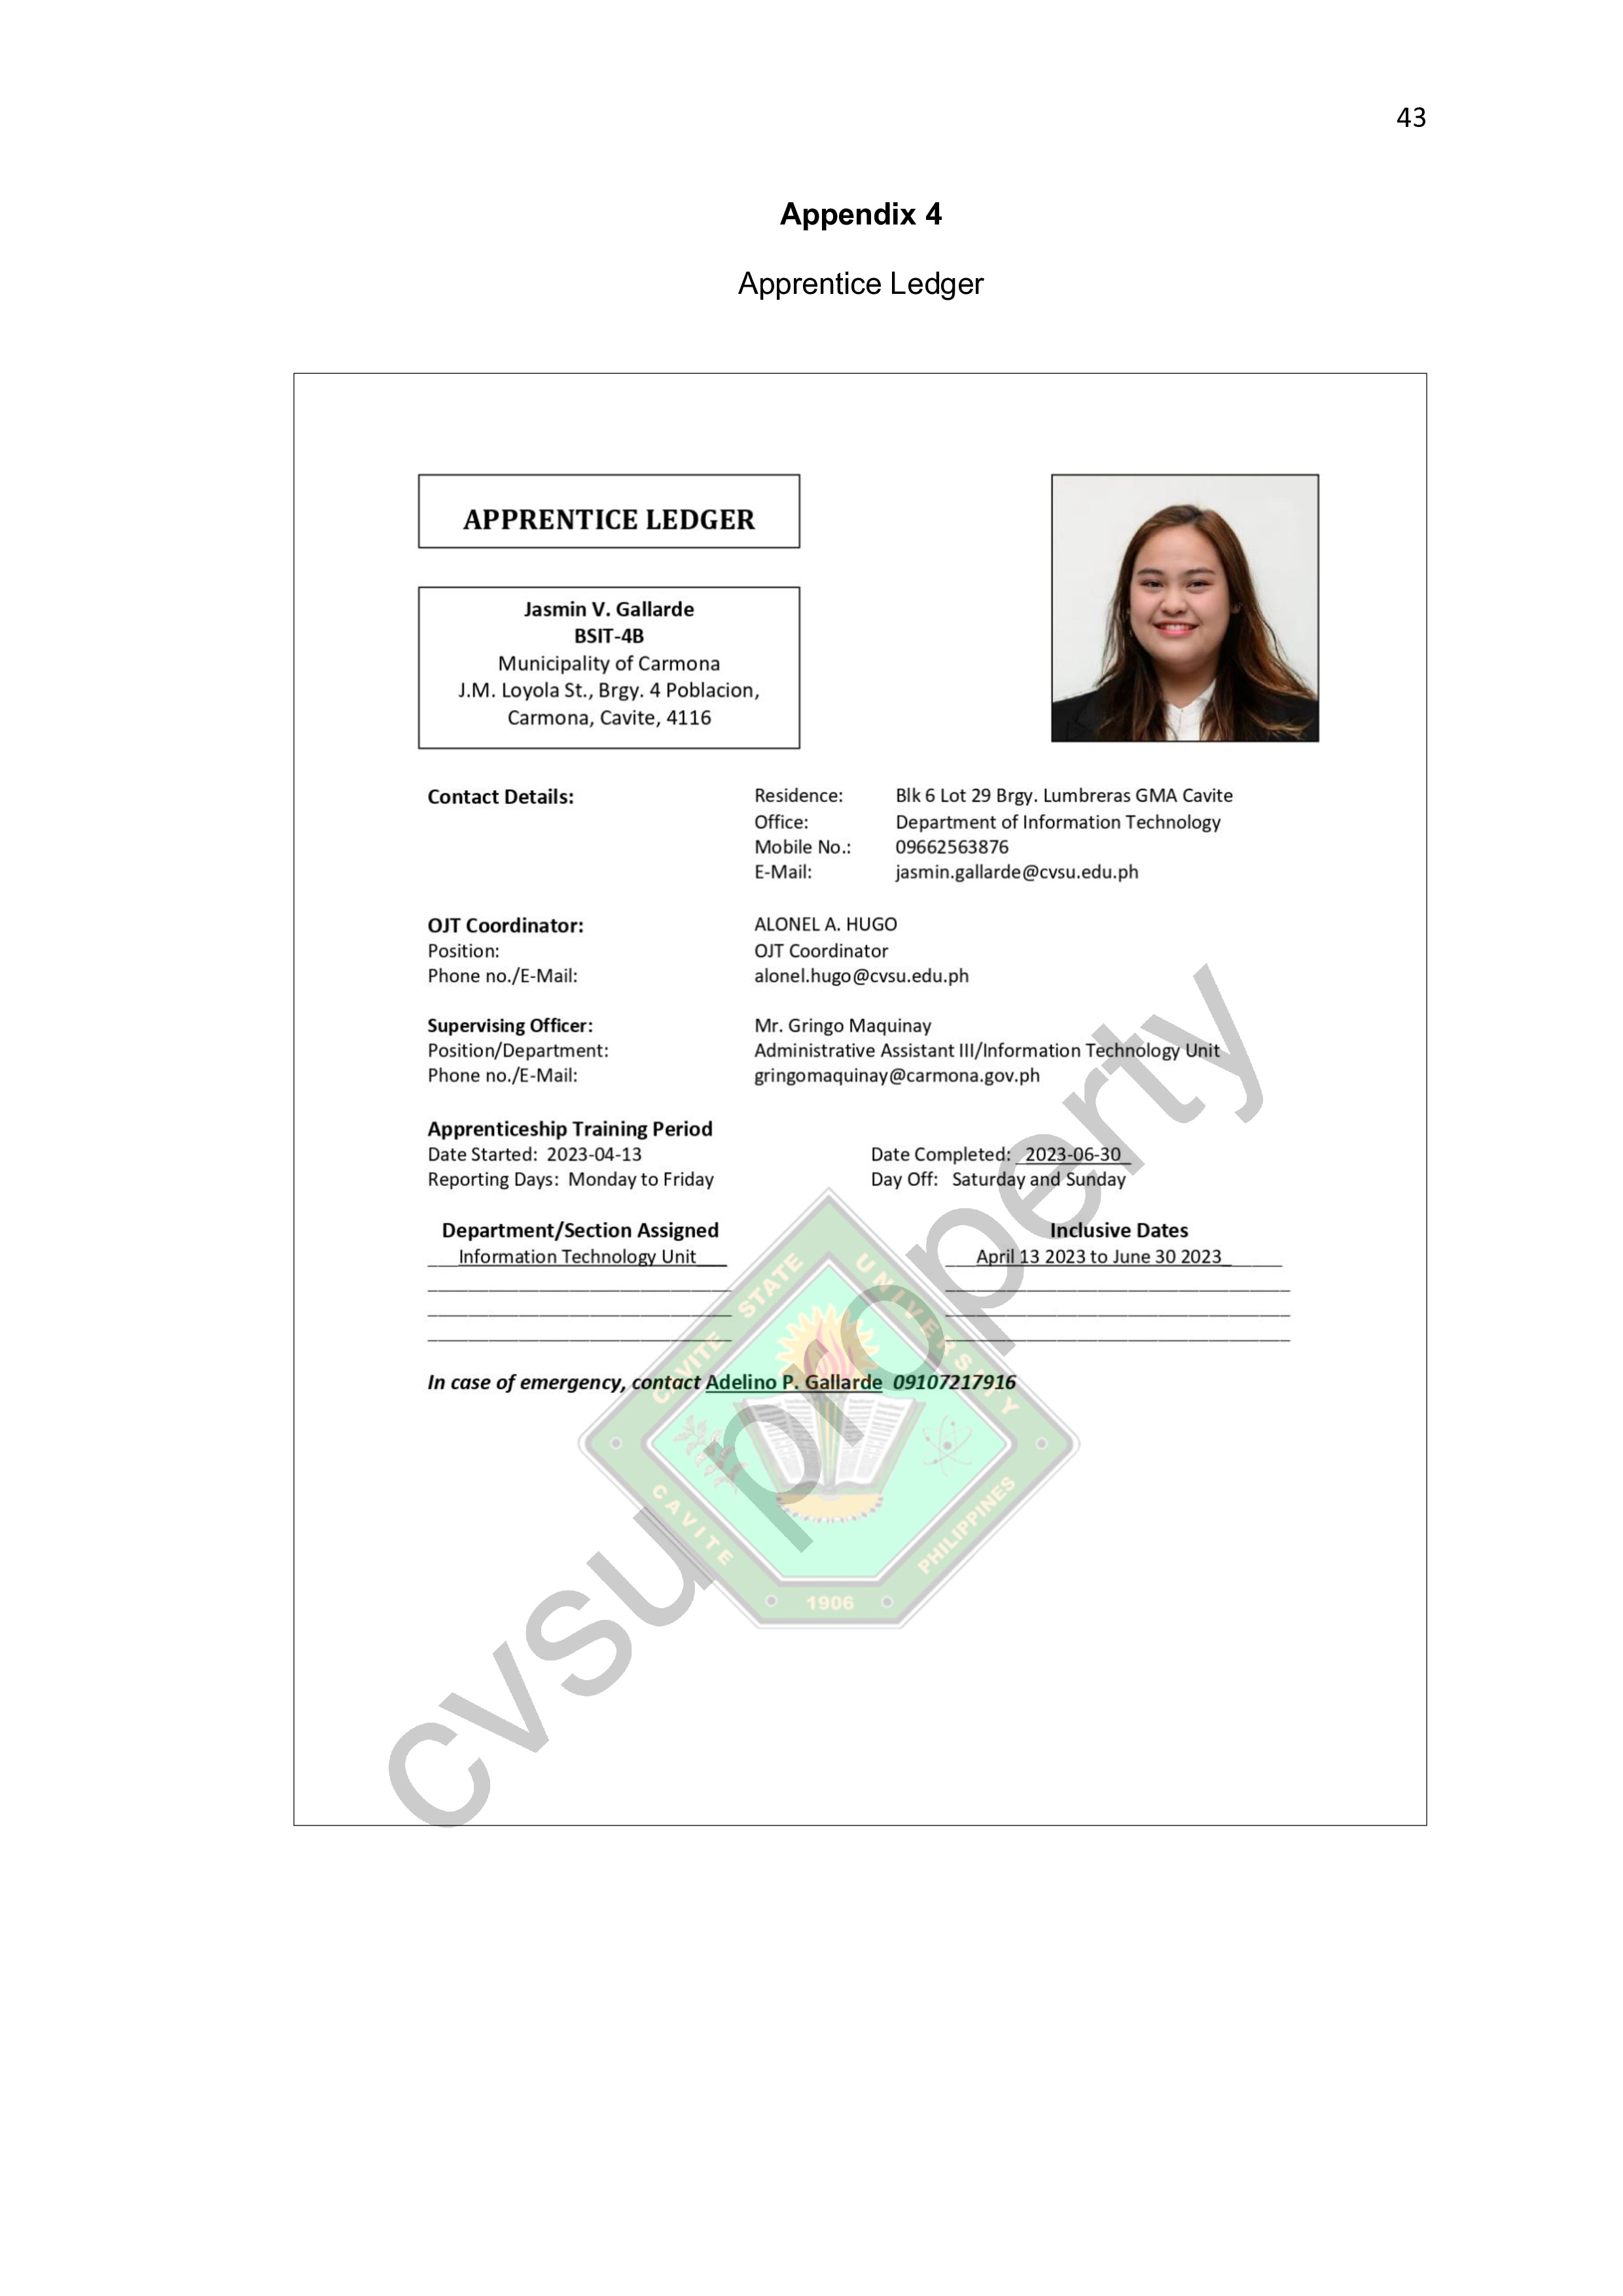 43
Appendix 4
Apprentice Ledger
APPRENTICE LEDGER
Jasmin V. Gallarde
BSIT-4B
Municipality of Carmona
J.M. Loyola St., Brgy. 4 Poblacion,
Carmona, Cavite, 4116
Contact Details: Residence: Blk 6 Lot 29 Brgy. Lumbreras GMA Cavite
Office: Department of Information Technology
Mobile No.: 09662563876
E-Mail: jasmin.gallarde@cvsu.edu.ph
OJT Coordinator: ALONEL A. HUGO
Position: OJT Coordinator
Phone no./E-Mail: alonel.hugo@cvsu.edu.ph
Supervising Officer: Mr. Gringo Maquinay
Position/Department: Administrative Assistant III/Information Technology Unit
Phone no./E-Mail: gringomaquinay@carmona.gov.ph
Apprenticeship Training Period
Date Started: 2023-04-13 Date Completed: 2023-06-30
Reporting Days: Monday to Friday Day Off: Saturday and Sunday
Department/Section Assigned Inclusive Dates
Information Technology Unit April 13 2023 to June 30 2023
In case of emergency, contact Adelino P. Gallarde 09107217916
CAVITE STATE UNIVERSITY
CAVITE PHILIPPINES
1906
cvsu property